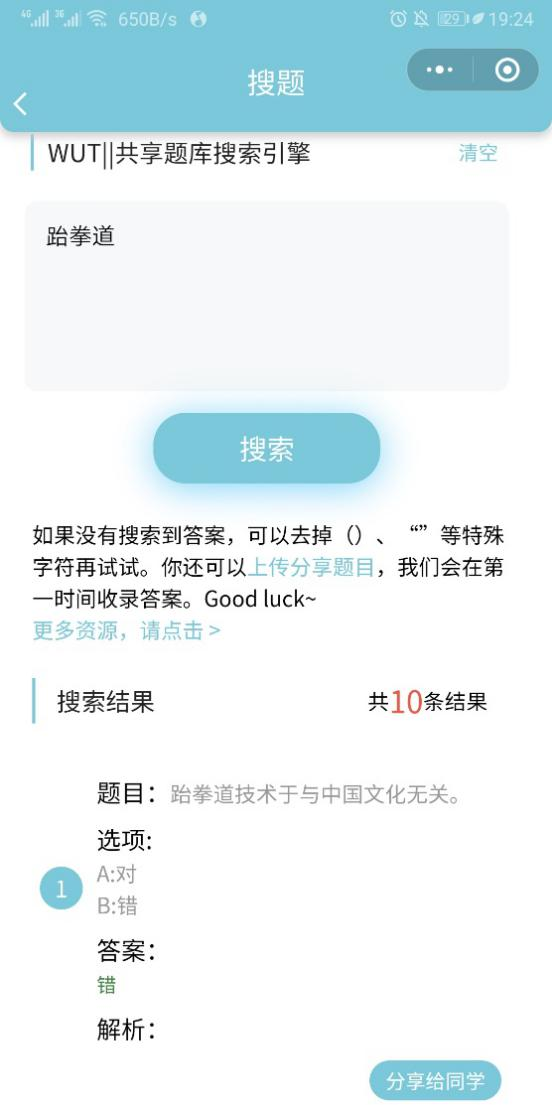 4G 3G 650B/s 29 19:24
搜题
WUT||共享题库搜索引擎 清空
跆拳道
搜索
如果没有搜索到答案，可以去掉（）、“”等特殊
字符再试试。你还可以上传分享题目，我们会在第
一时间收录答案。Good luck~
更多资源，请点击 >
搜索结果 共10条结果
题目：跆拳道技术于与中国文化无关。
选项:
A:对
1
B:错
答案：
错
解析：
分享给同学